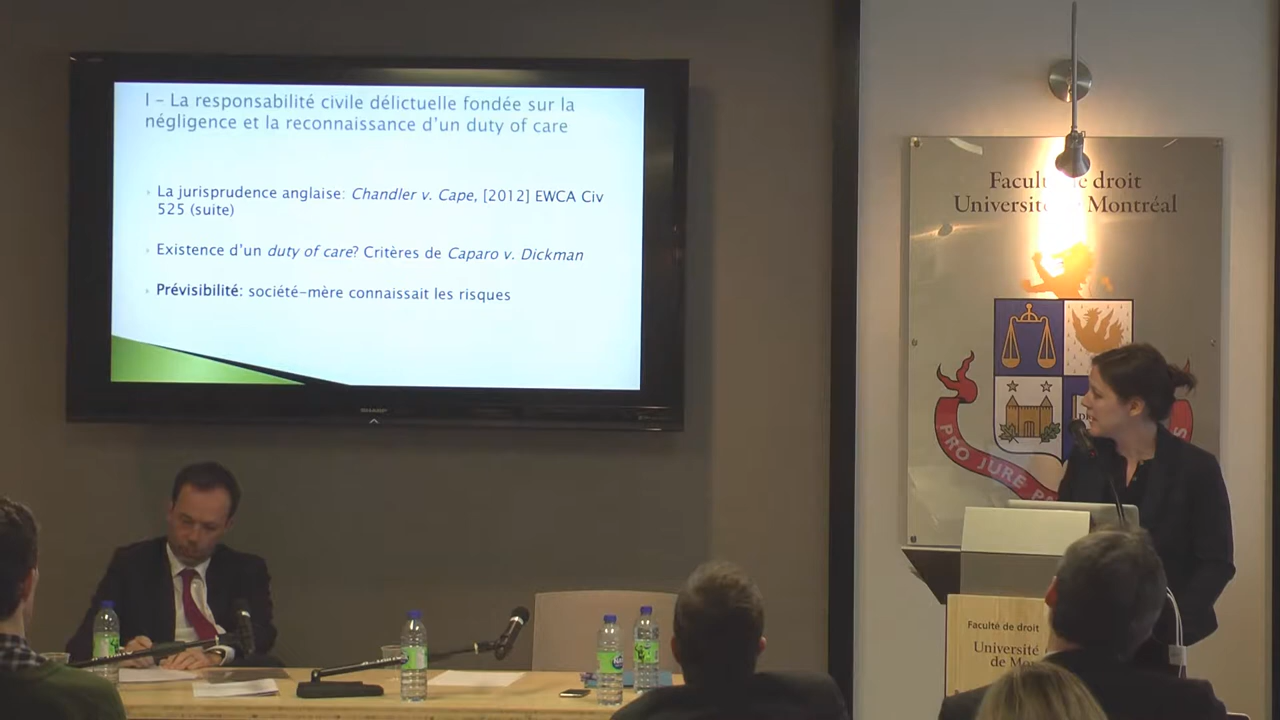 I – La responsabilité civile délictuelle fondée sur la
négligence et la reconnaissance d'un duty of care
La jurisprudence anglaise: Chandler v. Cape, [2012] EWCA Civ
525 (suite)
Existence d'un duty of care? Critères de Caparo v. Dickman
Prévisibilité: société-mère connaissait les risques
SHARP
Faculté de droit
Université de Montréal
PRO JURE
Faculté de droit
Université
de